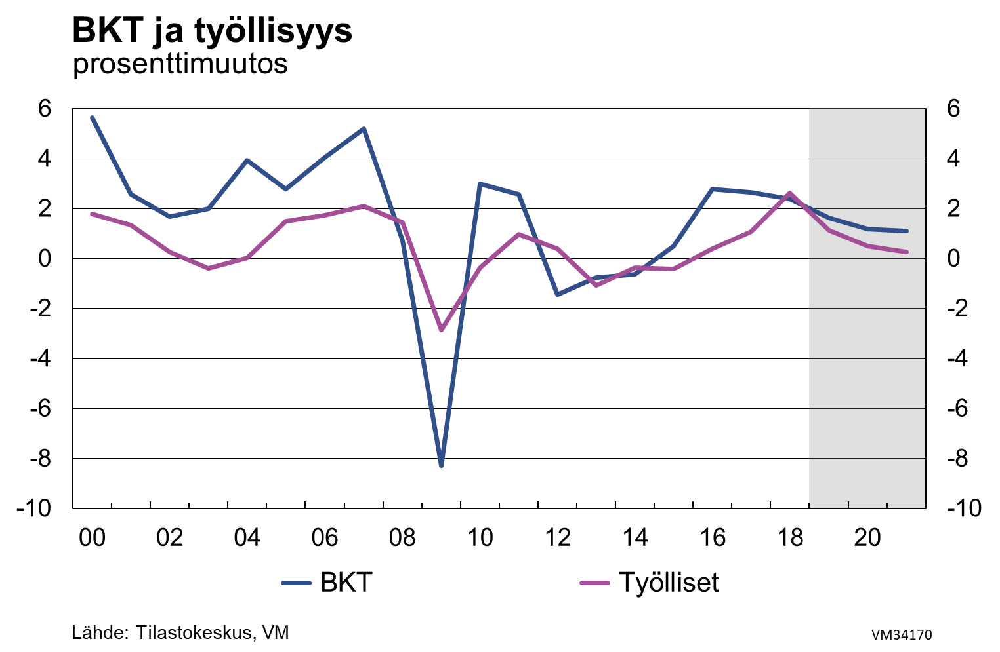 BKT ja työllisyys
prosenttimuutos
6 6
4 4
2 2
0 0
-2 -2
-4 -4
-6 -6
-8 -8
-10 -10
00 02 04 06 08 10 12 14 16 18 20
BKT Työlliset
Lähde: Tilastokeskus, VM VM34170